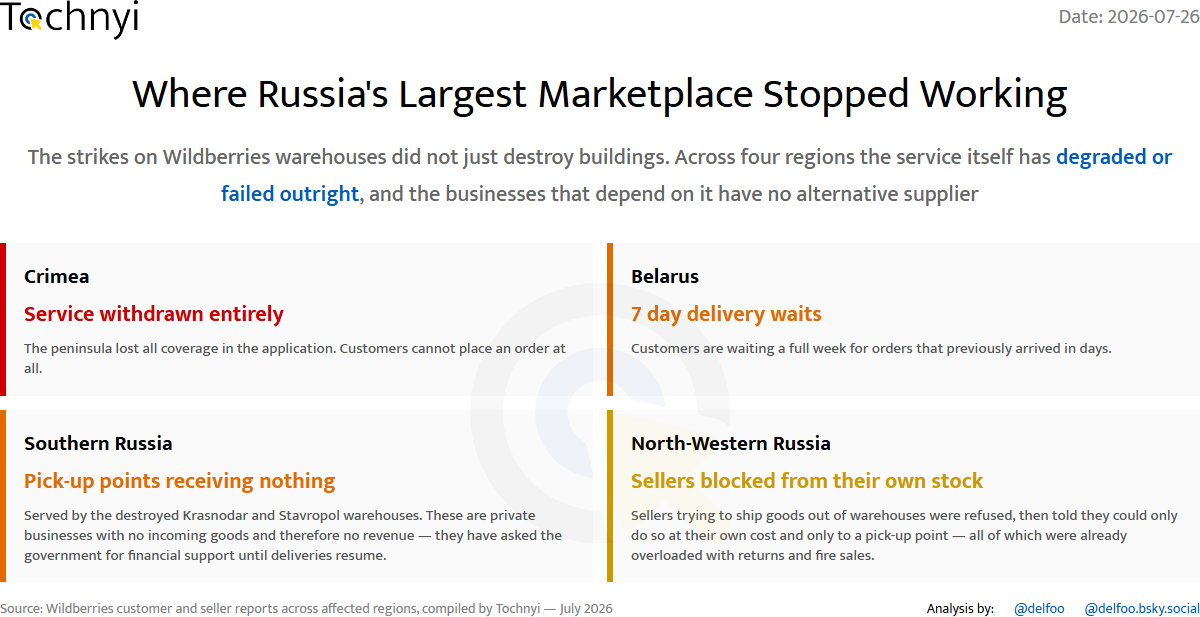 Tochnyi
Date: 2026-07-26
Where Russia's Largest Marketplace Stopped Working
The strikes on Wildberries warehouses did not just destroy buildings. Across four regions the service itself has degraded or
failed outright, and the businesses that depend on it have no alternative supplier
Crimea
Service withdrawn entirely
The peninsula lost all coverage in the application. Customers cannot place an order at
all.
Belarus
7 day delivery waits
Customers are waiting a full week for orders that previously arrived in days.
Southern Russia
Pick-up points receiving nothing
Served by the destroyed Krasnodar and Stavropol warehouses. These are private
businesses with no incoming goods and therefore no revenue — they have asked the
government for financial support until deliveries resume.
North-Western Russia
Sellers blocked from their own stock
Sellers trying to ship goods out of warehouses were refused, then told they could only
do so at their own cost and only to a pick-up point — all of which were already
overloaded with returns and fire sales.
Source: Wildberries customer and seller reports across affected regions, compiled by Tochnyi — July 2026
Analysis by: @delfoo @delfoo.bsky.social